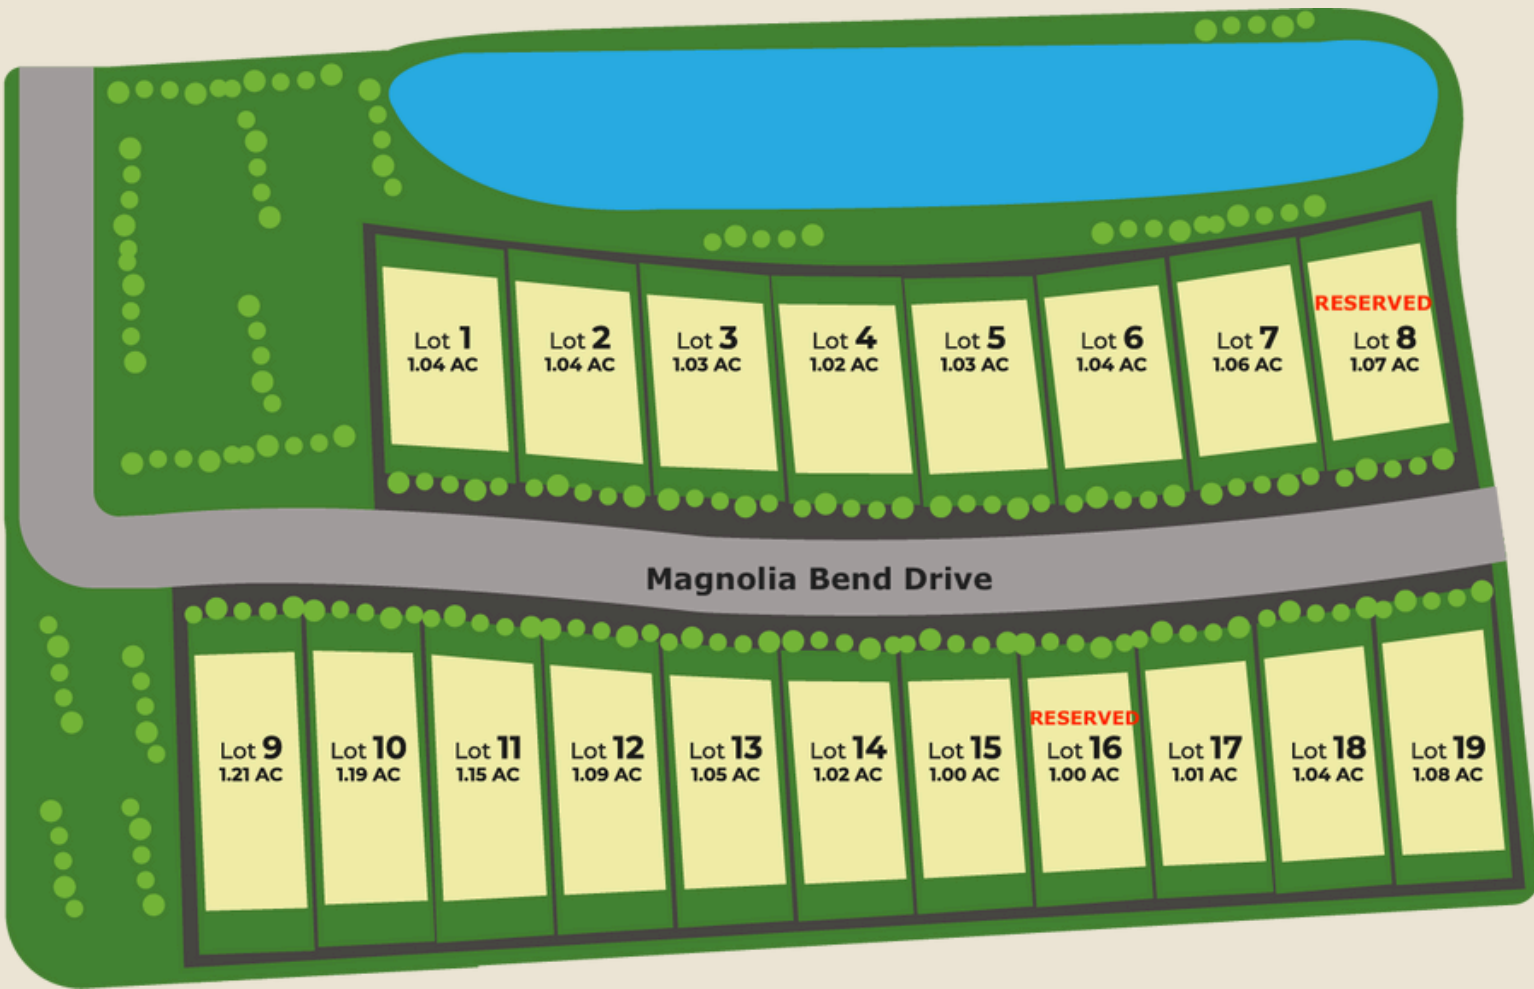 RESERVED
Lot 1
1.04 AC
Lot 2
1.04 AC
Lot 3
1.03 AC
Lot 4
1.02 AC
Lot 5
1.03 AC
Lot 6
1.04 AC
Lot 7
1.06 AC
Lot 8
1.07 AC
Magnolia Bend Drive
RESERVED
Lot 9
1.21 AC
Lot 10
1.19 AC
Lot 11
1.15 AC
Lot 12
1.09 AC
Lot 13
1.05 AC
Lot 14
1.02 AC
Lot 15
1.00 AC
Lot 16
1.00 AC
Lot 17
1.01 AC
Lot 18
1.04 AC
Lot 19
1.08 AC